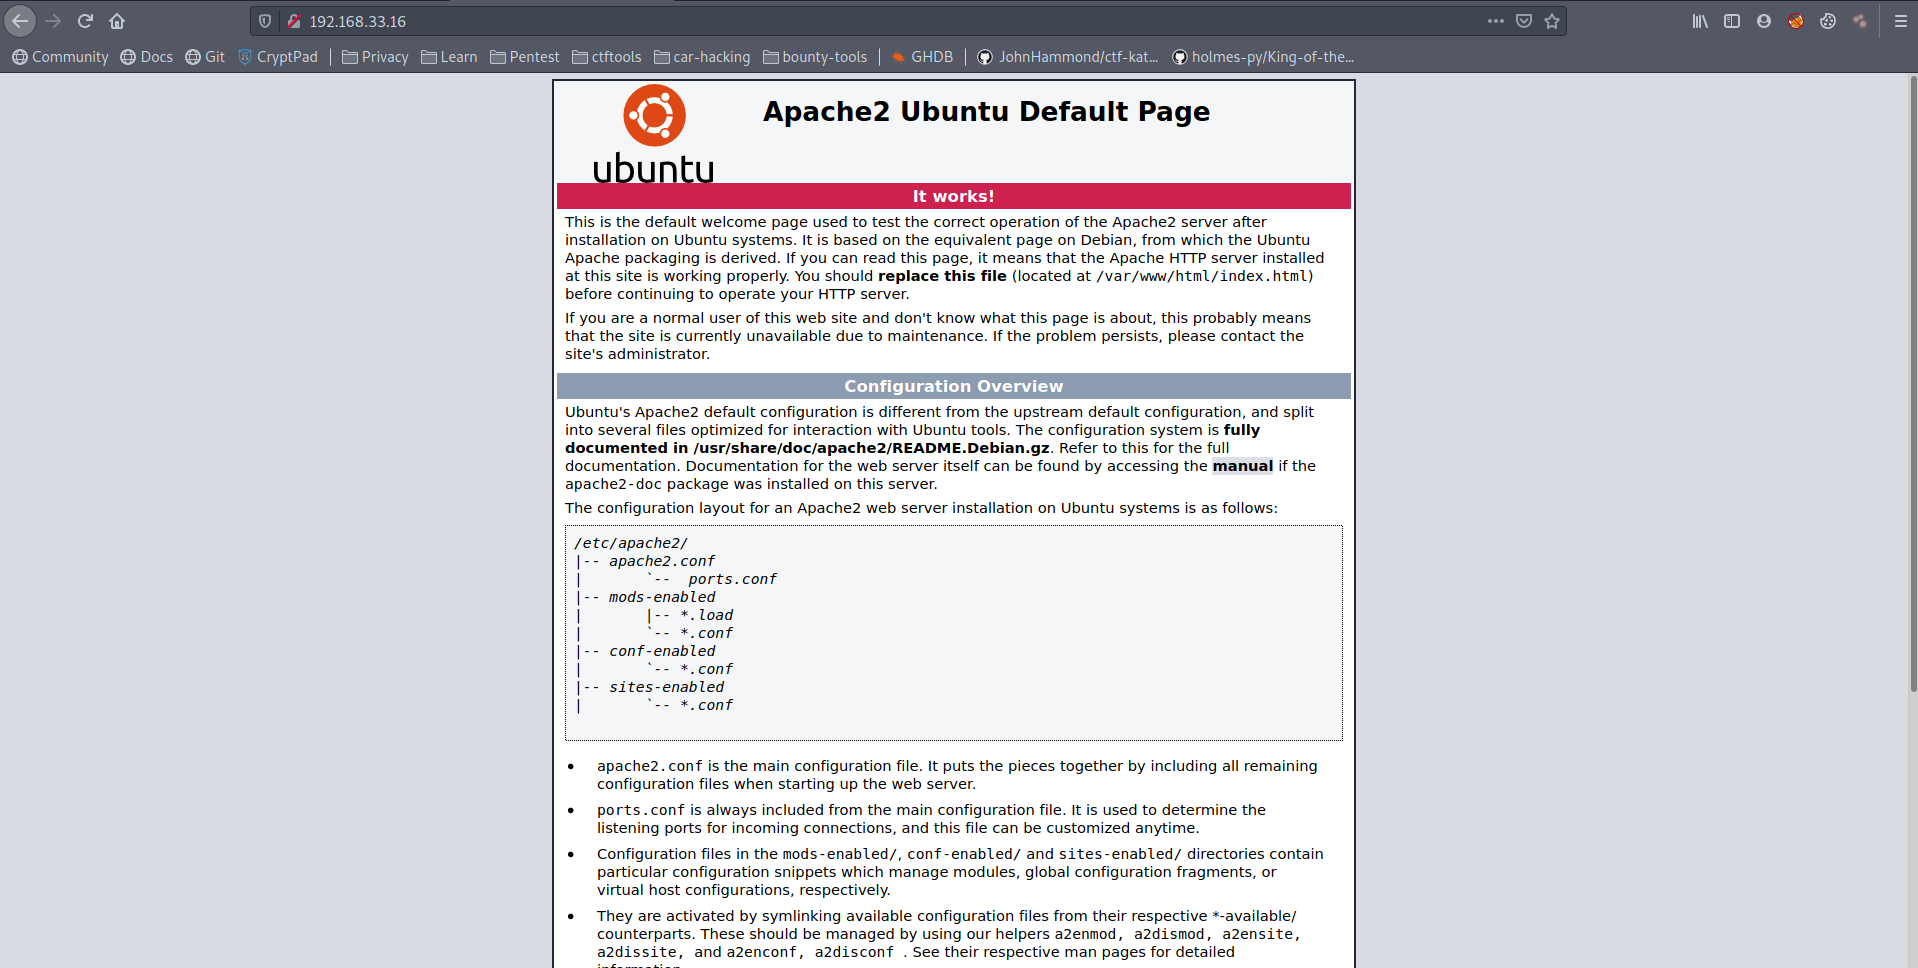 192.168.33.16
Community Docs Git CryptPad Privacy Learn Pentest ctftools car-hacking bounty-tools GHDB JohnHammond/ctf-kat... holmes-py/King-of-the...
ubuntu
Apache2 Ubuntu Default Page
It works!
This is the default welcome page used to test the correct operation of the Apache2 server after
installation on Ubuntu systems. It is based on the equivalent page on Debian, from which the Ubuntu
Apache packaging is derived. If you can read this page, it means that the Apache HTTP server installed
at this site is working properly. You should replace this file (located at /var/www/html/index.html)
before continuing to operate your HTTP server.
If you are a normal user of this web site and don't know what this page is about, this probably means
that the site is currently unavailable due to maintenance. If the problem persists, please contact the
site's administrator.
Configuration Overview
Ubuntu's Apache2 default configuration is different from the upstream default configuration, and split
into several files optimized for interaction with Ubuntu tools. The configuration system is fully
documented in /usr/share/doc/apache2/README.Debian.gz. Refer to this for the full
documentation. Documentation for the web server itself can be found by accessing the manual if the
apache2-doc package was installed on this server.
The configuration layout for an Apache2 web server installation on Ubuntu systems is as follows:
/etc/apache2/
|-- apache2.conf
|       `--  ports.conf
|-- mods-enabled
|       |-- *.load
|       `-- *.conf
|-- conf-enabled
|       `-- *.conf
|-- sites-enabled
|       `-- *.conf
• apache2.conf is the main configuration file. It puts the pieces together by including all remaining
configuration files when starting up the web server.
• ports.conf is always included from the main configuration file. It is used to determine the
listening ports for incoming connections, and this file can be customized anytime.
• Configuration files in the mods-enabled/, conf-enabled/ and sites-enabled/ directories contain
particular configuration snippets which manage modules, global configuration fragments, or
virtual host configurations, respectively.
• They are activated by symlinking available configuration files from their respective *-available/
counterparts. These should be managed by using our helpers a2enmod, a2dismod, a2ensite,
a2dissite, and a2enconf, a2disconf . See their respective man pages for detailed